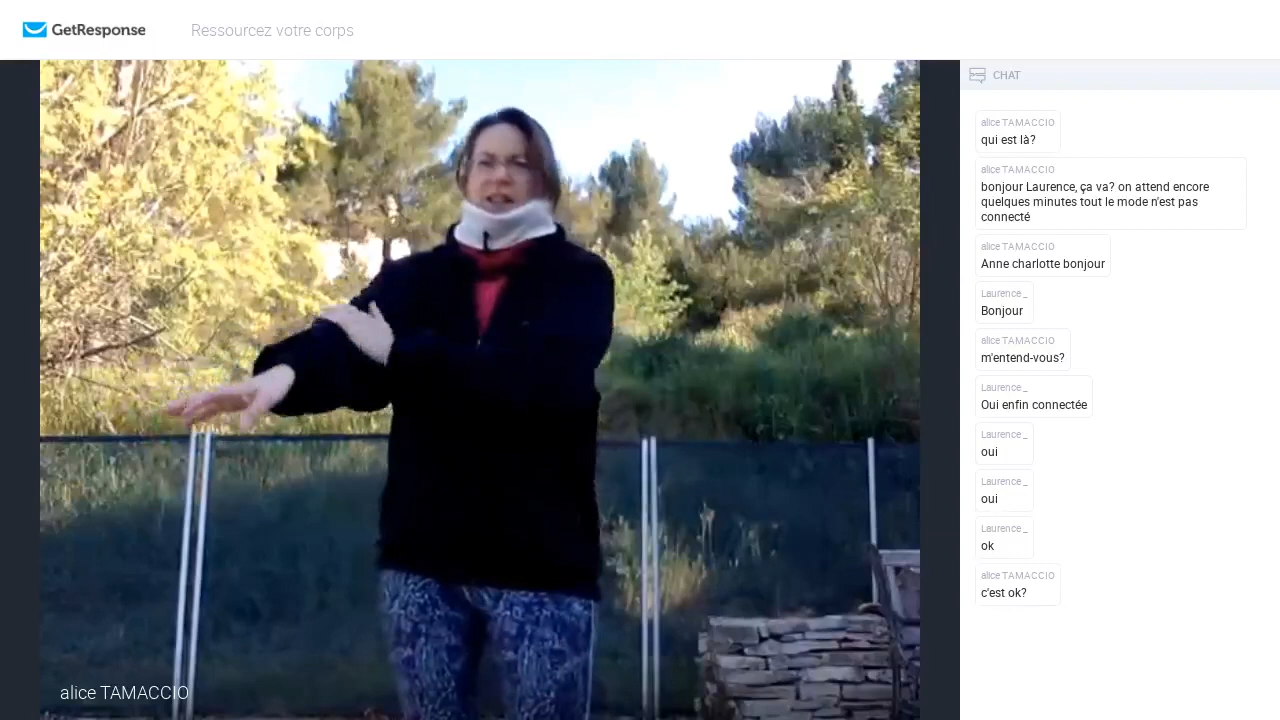 GetResponse
Ressourcez votre corps
CHAT
alice TAMACCIO
qui est là?
alice TAMACCIO
bonjour Laurence, ça va? on attend encore
quelques minutes tout le mode n'est pas
connecté
alice TAMACCIO
Anne charlotte bonjour
Laurence _
Bonjour
alice TAMACCIO
m'entend-vous?
Laurence _
Oui enfin connectée
Laurence _
oui
Laurence _
oui
Laurence _
ok
alice TAMACCIO
c'est ok?
alice TAMACCIO